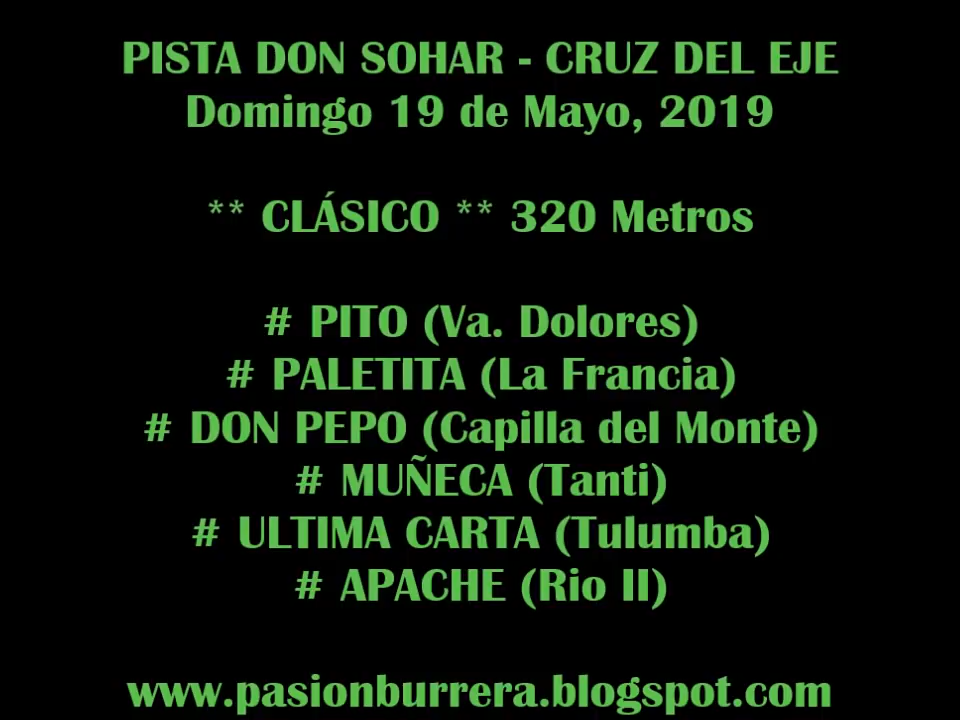 PISTA DON SOHAR - CRUZ DEL EJE
Domingo 19 de Mayo, 2019
** CLÁSICO ** 320 Metros
# PITO (Va. Dolores)
# PALETITA (La Francia)
# DON PEPO (Capilla del Monte)
# MUÑECA (Tanti)
# ULTIMA CARTA (Tulumba)
# APACHE (Rio II)
www.pasionburrera.blogspot.com